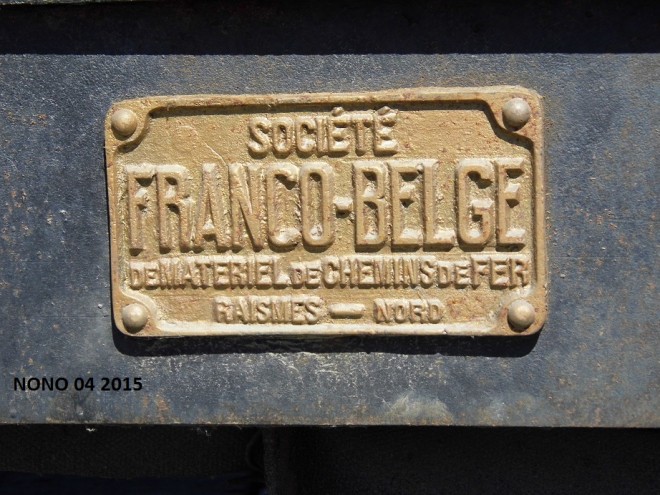 SOCIÉTÉ
FRANCO-BELGE
DE MATERIEL DE CHEMINS DE FER
RAISMES — NORD
NONO 04 2015